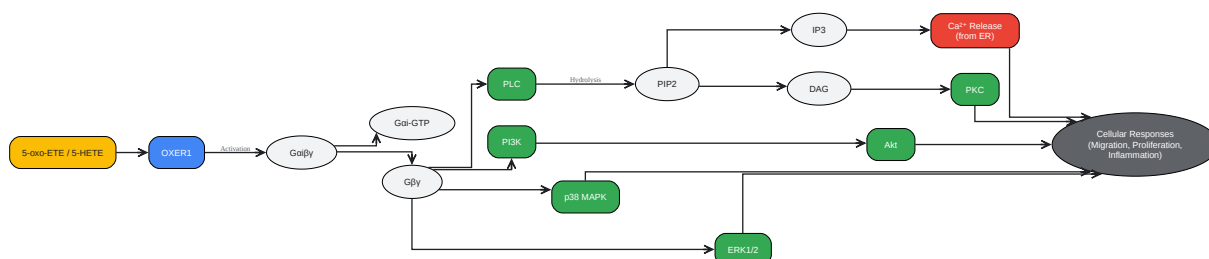 5-oxo-ETE / 5-HETE
OXER1
Activation
Gαiβγ
Gαi-GTP
Gβγ
PLC
Hydrolysis
PIP2
IP3
Ca²⁺ Release
(from ER)
DAG
PKC
PI3K
Akt
p38 MAPK
ERK1/2
Cellular Responses
(Migration, Proliferation,
Inflammation)